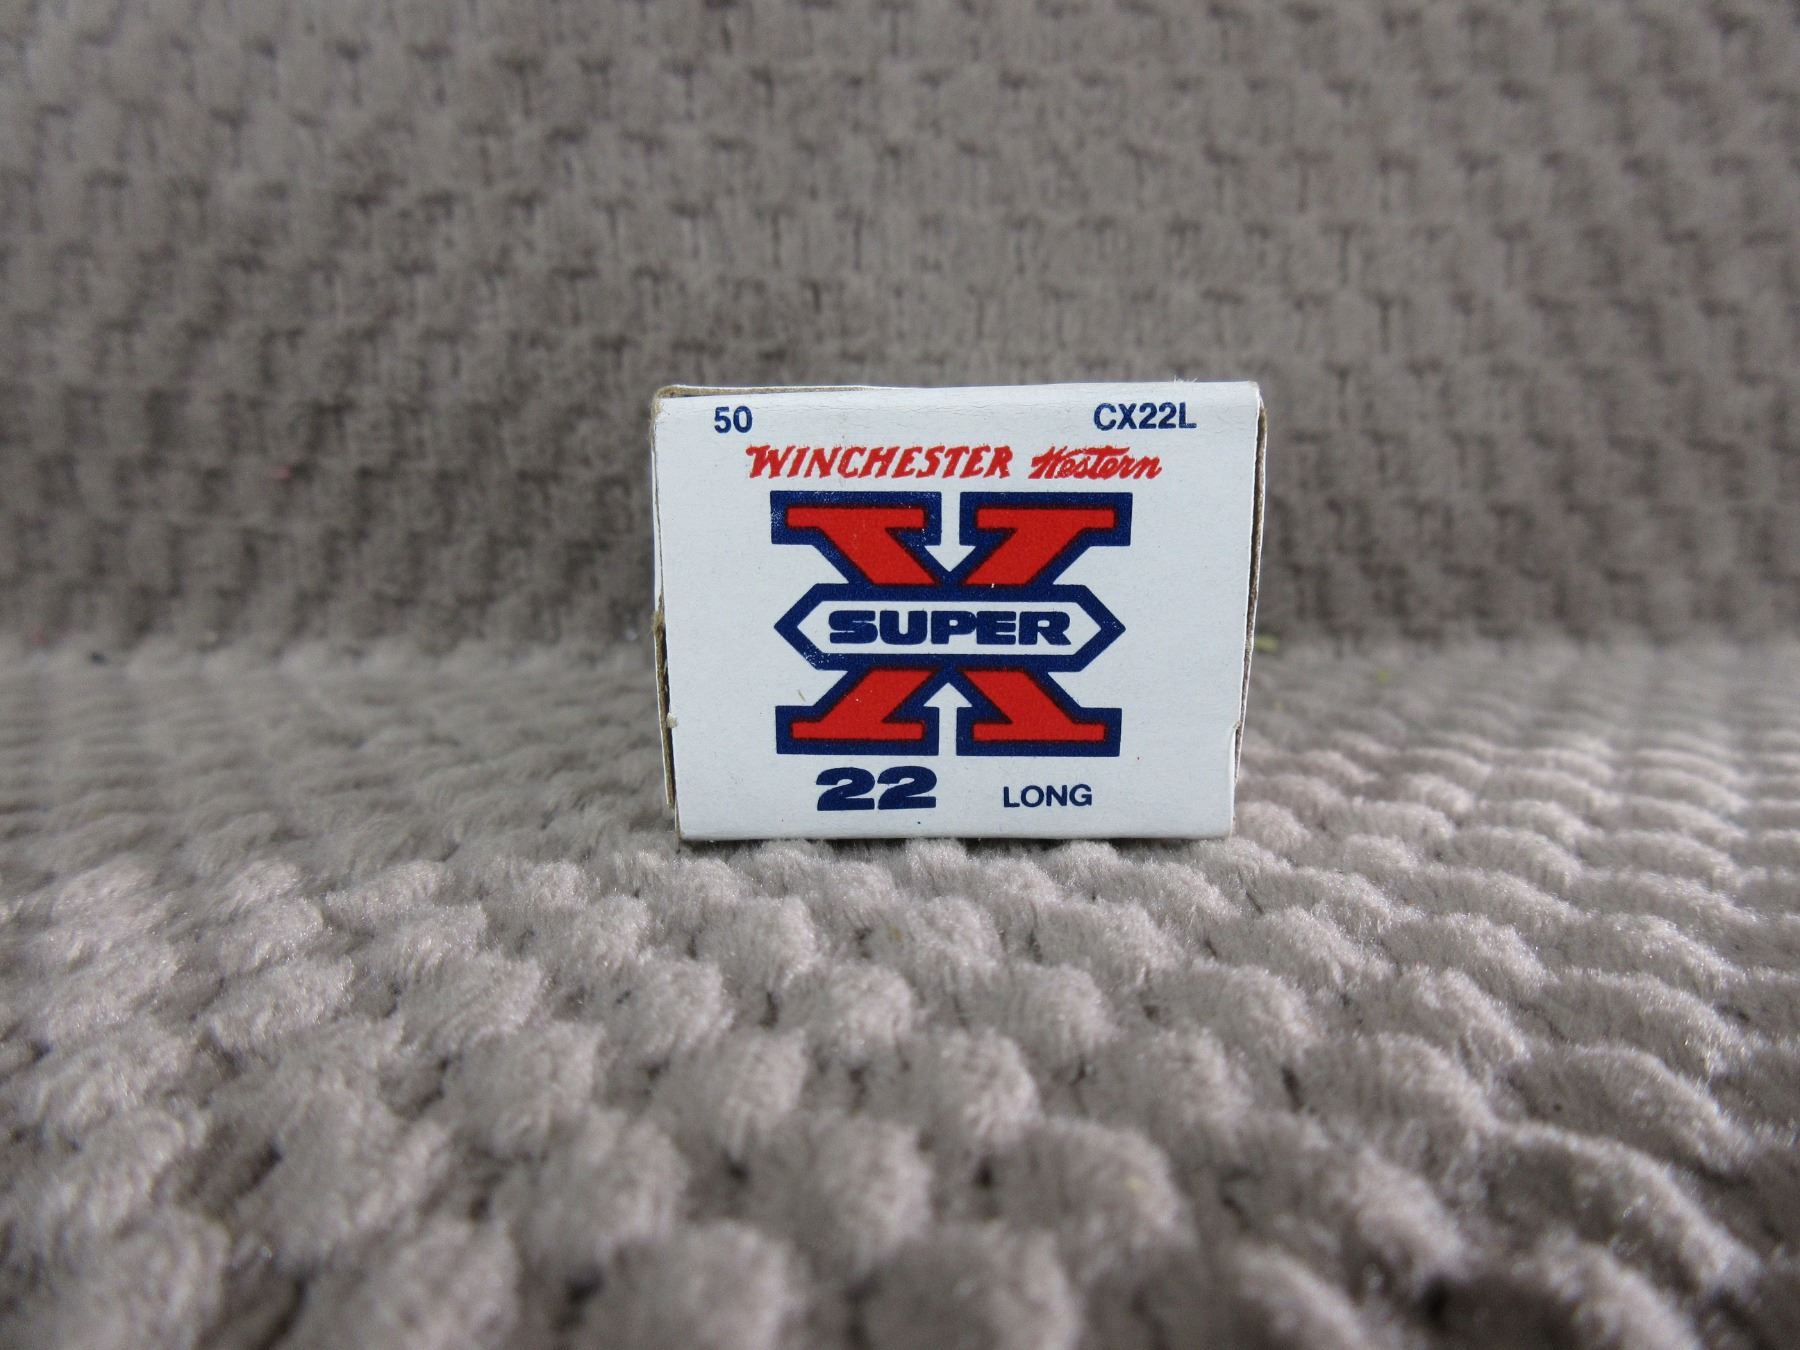 50 CX22L
WINCHESTER Western
SUPER X
22 LONG